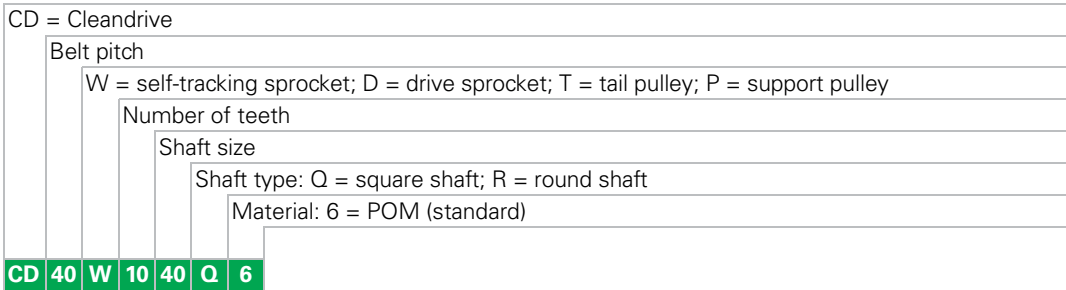 CD = Cleandrive
Belt pitch
W = self-tracking sprocket; D = drive sprocket; T = tail pulley; P = support pulley
Number of teeth
Shaft size
Shaft type: Q = square shaft; R = round shaft
Material: 6 = POM (standard)
CD 40 W 10 40 Q 6